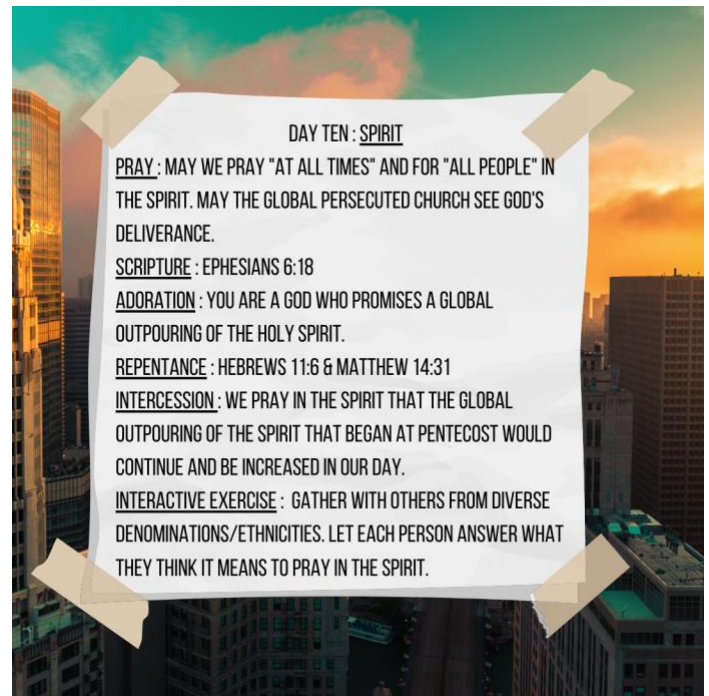 DAY TEN : SPIRIT
PRAY : MAY WE PRAY "AT ALL TIMES" AND FOR "ALL PEOPLE" IN
THE SPIRIT. MAY THE GLOBAL PERSECUTED CHURCH SEE GOD'S
DELIVERANCE.
SCRIPTURE : EPHESIANS 6:18
ADORATION : YOU ARE A GOD WHO PROMISES A GLOBAL
OUTPOURING OF THE HOLY SPIRIT.
REPENTANCE : HEBREWS 11:6 & MATTHEW 14:31
INTERCESSION : WE PRAY IN THE SPIRIT THAT THE GLOBAL
OUTPOURING OF THE SPIRIT THAT BEGAN AT PENTECOST WOULD
CONTINUE AND BE INCREASED IN OUR DAY.
INTERACTIVE EXERCISE : GATHER WITH OTHERS FROM DIVERSE
DENOMINATIONS/ETHNICITIES. LET EACH PERSON ANSWER WHAT
THEY THINK IT MEANS TO PRAY IN THE SPIRIT.